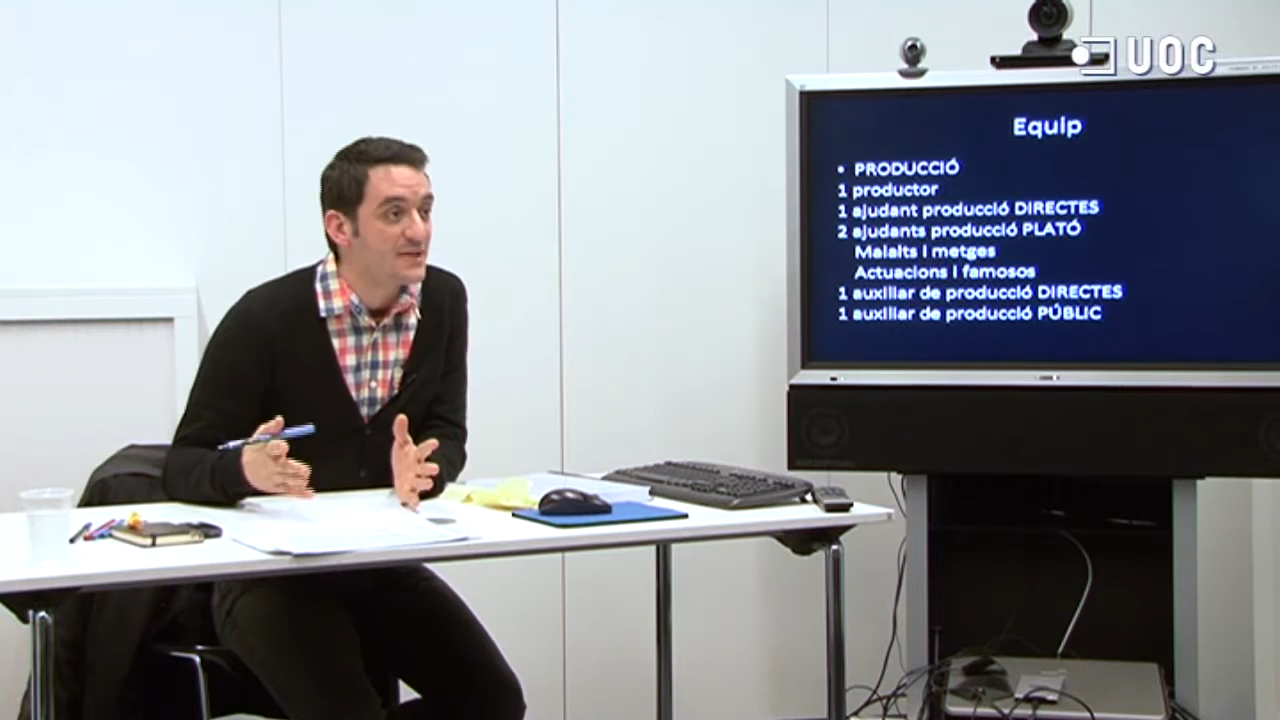 UOC
Equip
• PRODUCCIÓ
1 productor
1 ajudant producció DIRECTES
2 ajudants producció PLATÓ
Malalts i metges
Actuacions i famosos
1 auxiliar de producció DIRECTES
1 auxiliar de producció PÚBLIC